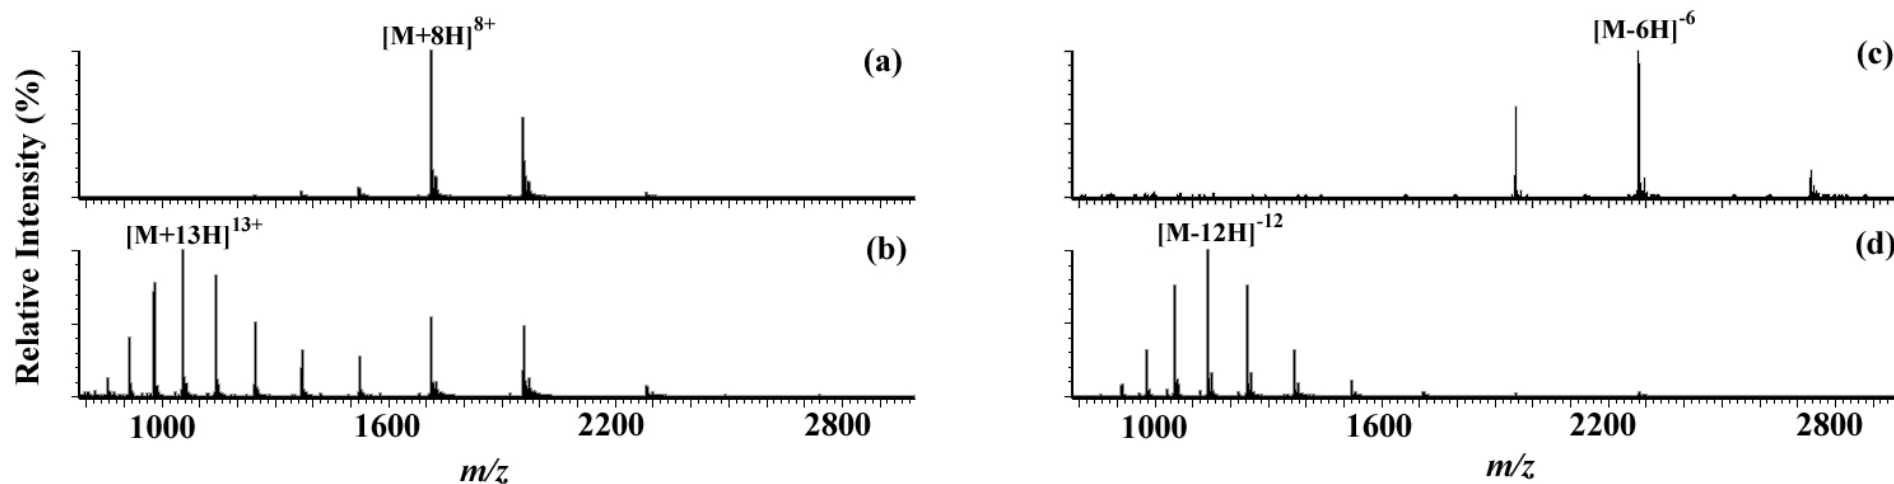 Relative Intensity (%)
[M+8H]8+
(a)
[M+13H]13+
(b)
1000 1600 2200 2800
m/z
[M-6H]-6
(c)
[M-12H]-12
(d)
1000 1600 2200 2800
m/z